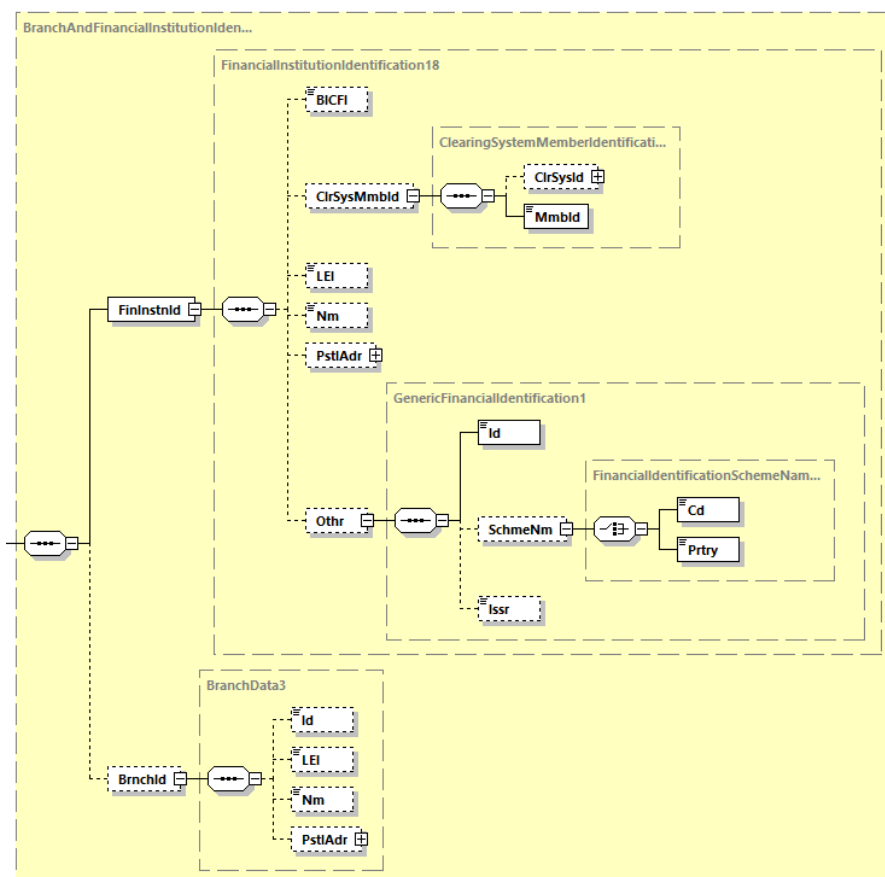 BranchAndFinancialInstitutionIden...
FinancialInstitutionIdentification18
BICFI
ClearingSystemMemberIdentificati...
ClrSysId
ClrSysMmbId
MmbId
LEI
FinInstnId
Nm
PstlAdr
GenericFinancialIdentification1
Id
FinancialIdentificationSchemeNam...
Cd
Othr
SchmeNm
Prtry
Issr
BranchData3
Id
LEI
BrnchId
Nm
PstlAdr